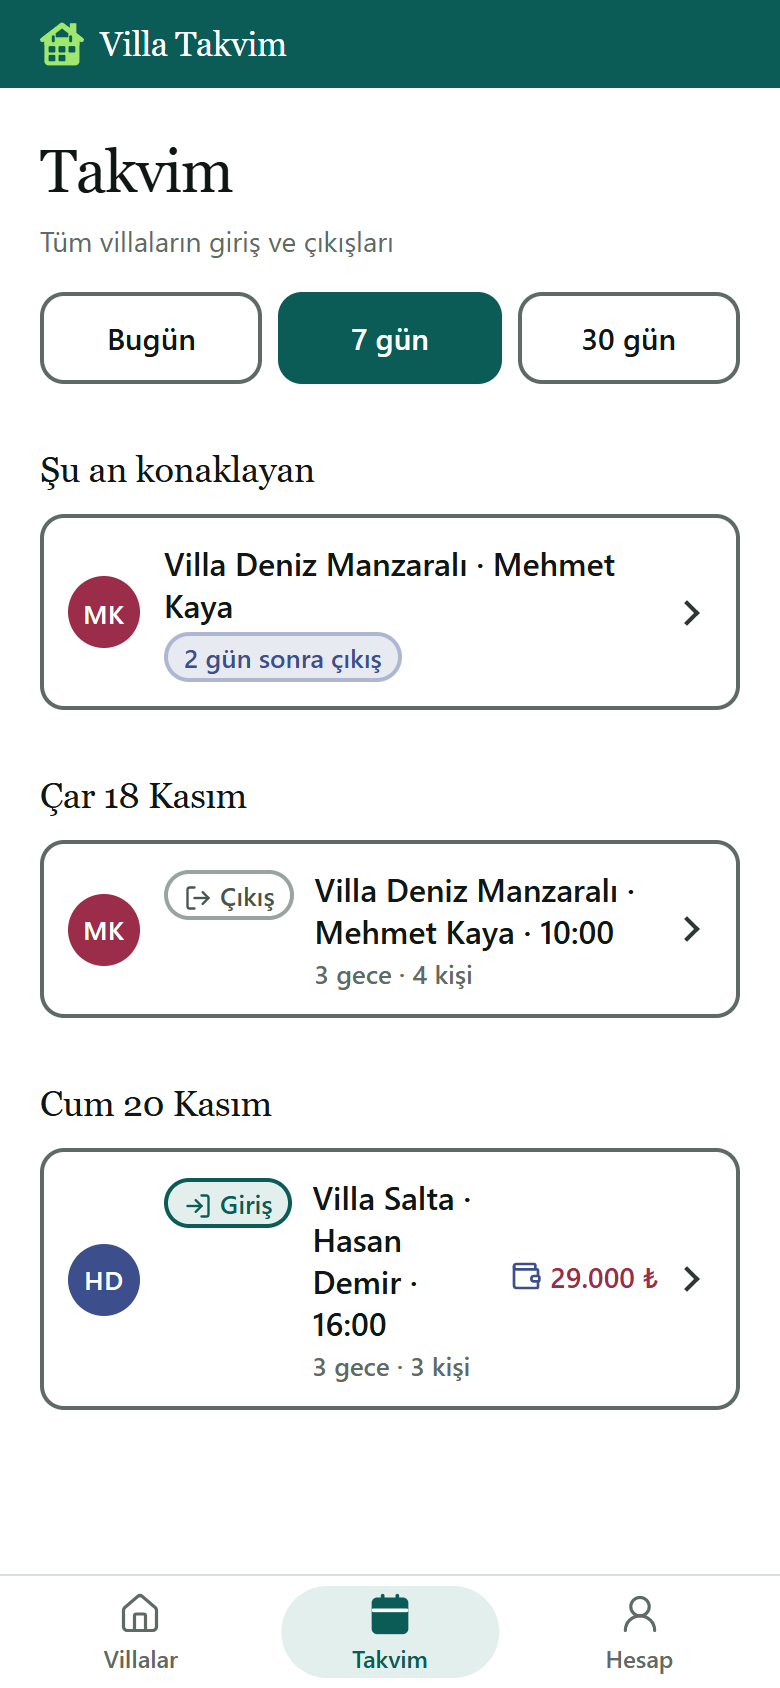 Villa Takvim
Takvim
Tüm villaların giriş ve çıkışları
Bugün
7 gün
30 gün
Şu an konaklayan
MK
Villa Deniz Manzaralı · Mehmet
Kaya
2 gün sonra çıkış
Çar 18 Kasım
MK
Çıkış
Villa Deniz Manzaralı ·
Mehmet Kaya · 10:00
3 gece · 4 kişi
Cum 20 Kasım
HD
Giriş
Villa Salta ·
Hasan
Demir ·
16:00
3 gece · 3 kişi
29.000 ₺
Villalar
Takvim
Hesap